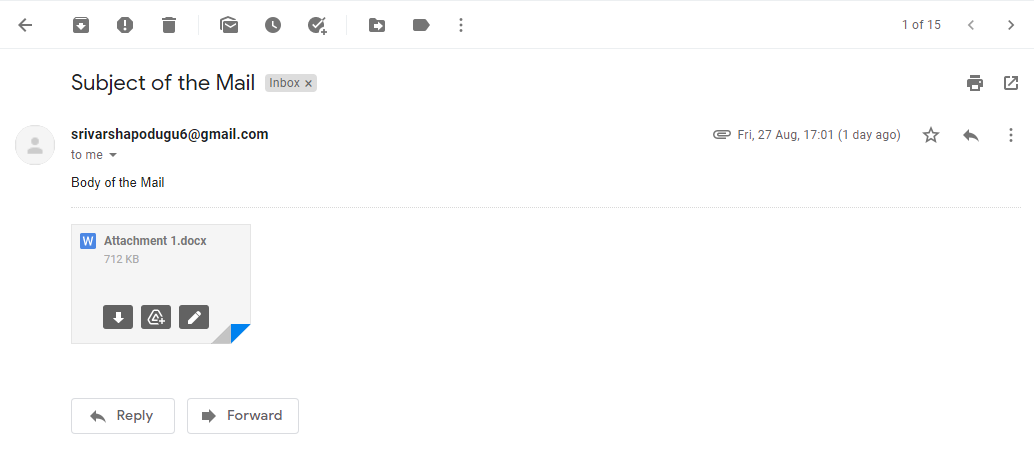 1 of 15
Subject of the Mail Inbox ×
srivarshapodugu6@gmail.com Fri, 27 Aug, 17:01 (1 day ago)
to me
Body of the Mail
W Attachment 1.docx
712 KB
Reply Forward